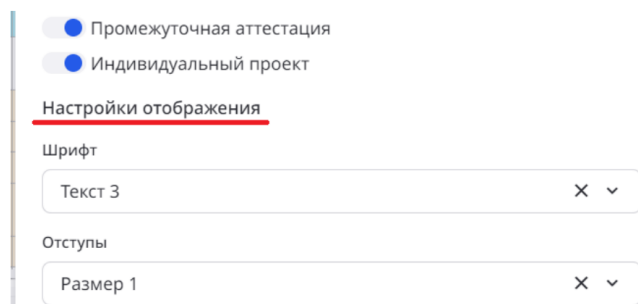 Промежуточная аттестация
Индивидуальный проект
Настройки отображения
Шрифт
Текст 3
Отступы
Размер 1